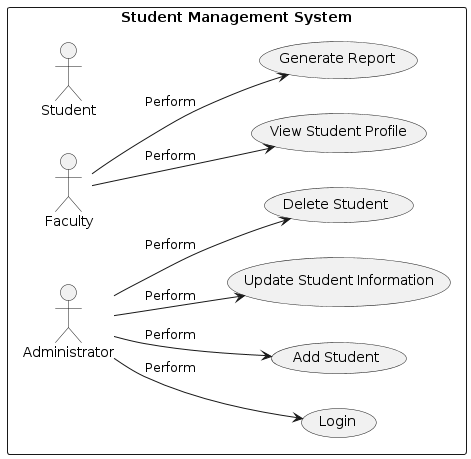 Student Management System
Generate Report
Perform
Student
View Student Profile
Perform
Faculty
Delete Student
Perform
Update Student Information
Perform
Administrator
Perform
Add Student
Perform
Login